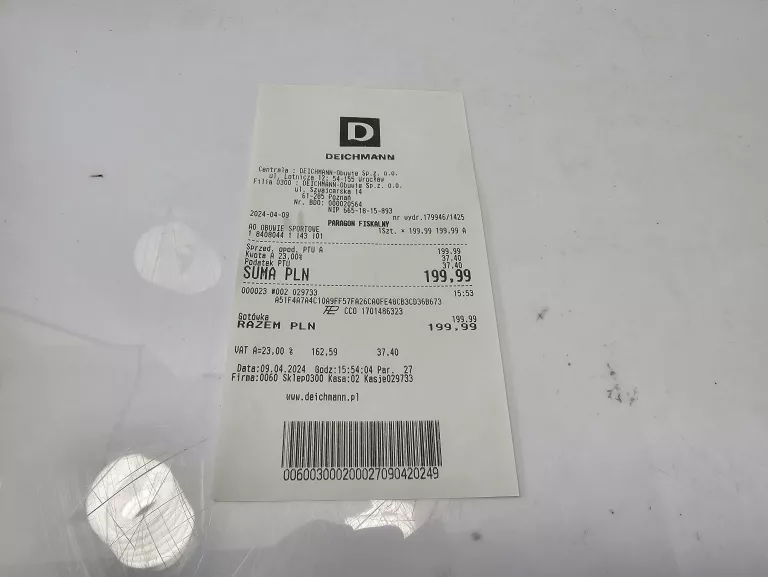 D
DEICHMANN
Centrala : DEICHMANN-Obuwie Sp.z. o.o.
ul. Lotnicza 12; 54-155 Wrocław
Filia 0300 : DEICHMANN-Obuwie Sp.z. o.o.
ul. Szwajcarska 14
61-285 Poznań
Nr. BDO: 000020564
NIP 665-18-15-893
2024-04-09 nr wydr.179946/1425
PARAGON FISKALNY
AO OBUWIE SPORTOWE 1Szt. * 199.99 199.99 A
1 8408044 1 143 101
Sprzed. opod. PTU A 199.99
Kwota A 23,00% 37.40
Podatek PTU 37.40
SUMA PLN 199,99
000023 #002 029733 15:53
A51F4A7A4C10A9FF57FA26CA0FE48CB3CD36B673
CCO 1701486323
Gotówka 199.99
RAZEM PLN 199.99
VAT A=23,00 % 162,59 37,40
Data:09.04.2024 Godz:15:54:04 Par. 27
Firma:0060 Sklep0300 Kasa:02 Kasje029733
www.deichmann.pl
006003000200027090420249